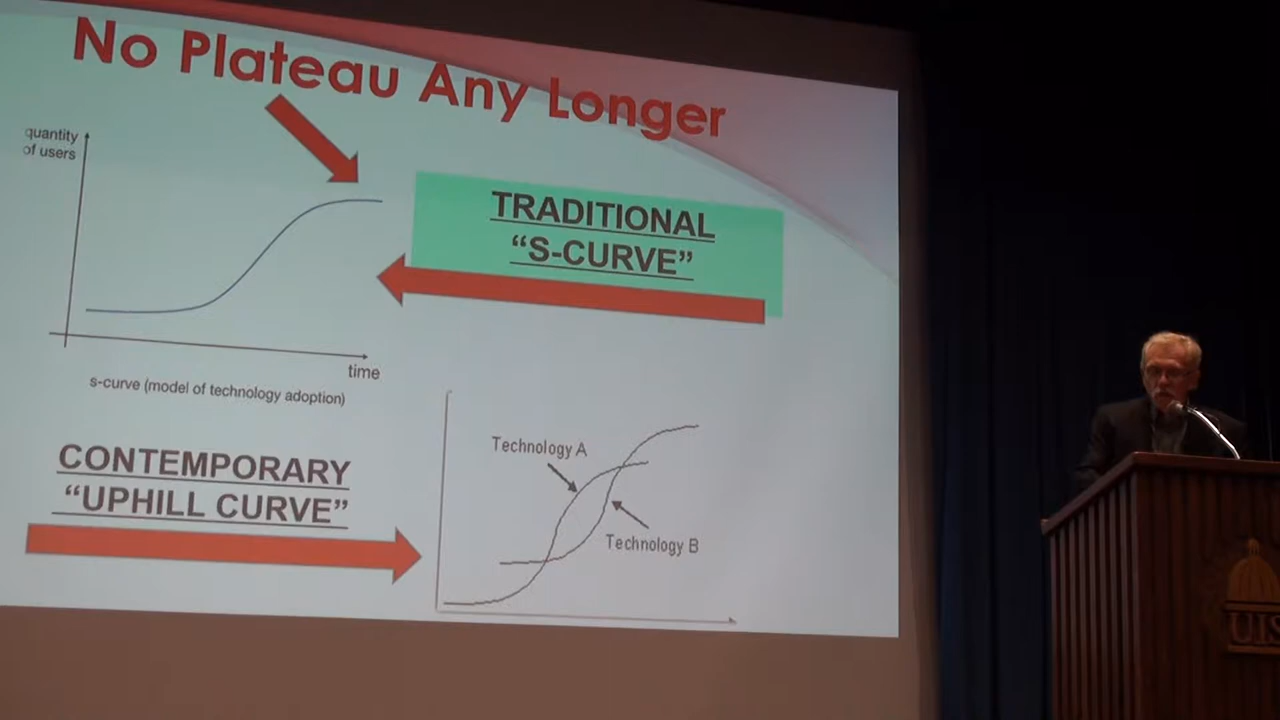 No Plateau Any Longer
quantity
of users
TRADITIONAL
“S-CURVE”
time
s-curve (model of technology adoption)
CONTEMPORARY
“UPHILL CURVE”
Technology A
Technology B
UIS